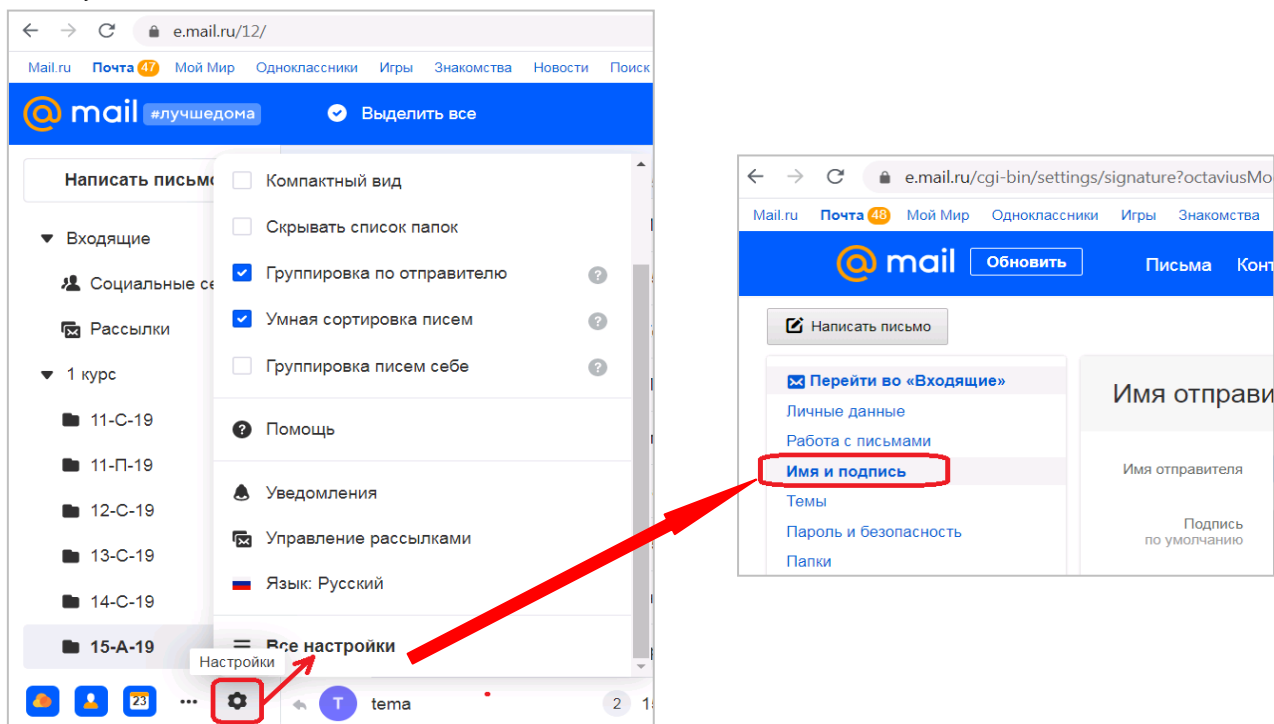 e.mail.ru/12/
Mail.ru Почта 47 Мой Мир Одноклассники Игры Знакомства Новости Поиск
@ mail #лучшедома Выделить все
Написать письмо
Входящие
Социальные се
Рассылки
1 курс
11-С-19
11-П-19
12-С-19
13-С-19
14-С-19
15-А-19
Компактный вид
Скрывать список папок
Группировка по отправителю ?
Умная сортировка писем ?
Группировка писем себе ?
? Помощь
Уведомления
Управление рассылками
Язык: Русский
Все настройки
Настройки
23 ...
T tema 2 1
e.mail.ru/cgi-bin/settings/signature?octaviusMo
Mail.ru Почта 48 Мой Мир Одноклассники Игры Знакомства
@ mail Обновить Письма Конт
Написать письмо
Перейти во «Входящие»
Личные данные
Работа с письмами
Имя и подпись
Темы
Пароль и безопасность
Папки
Имя отправи
Имя отправителя
Подпись
по умолчанию